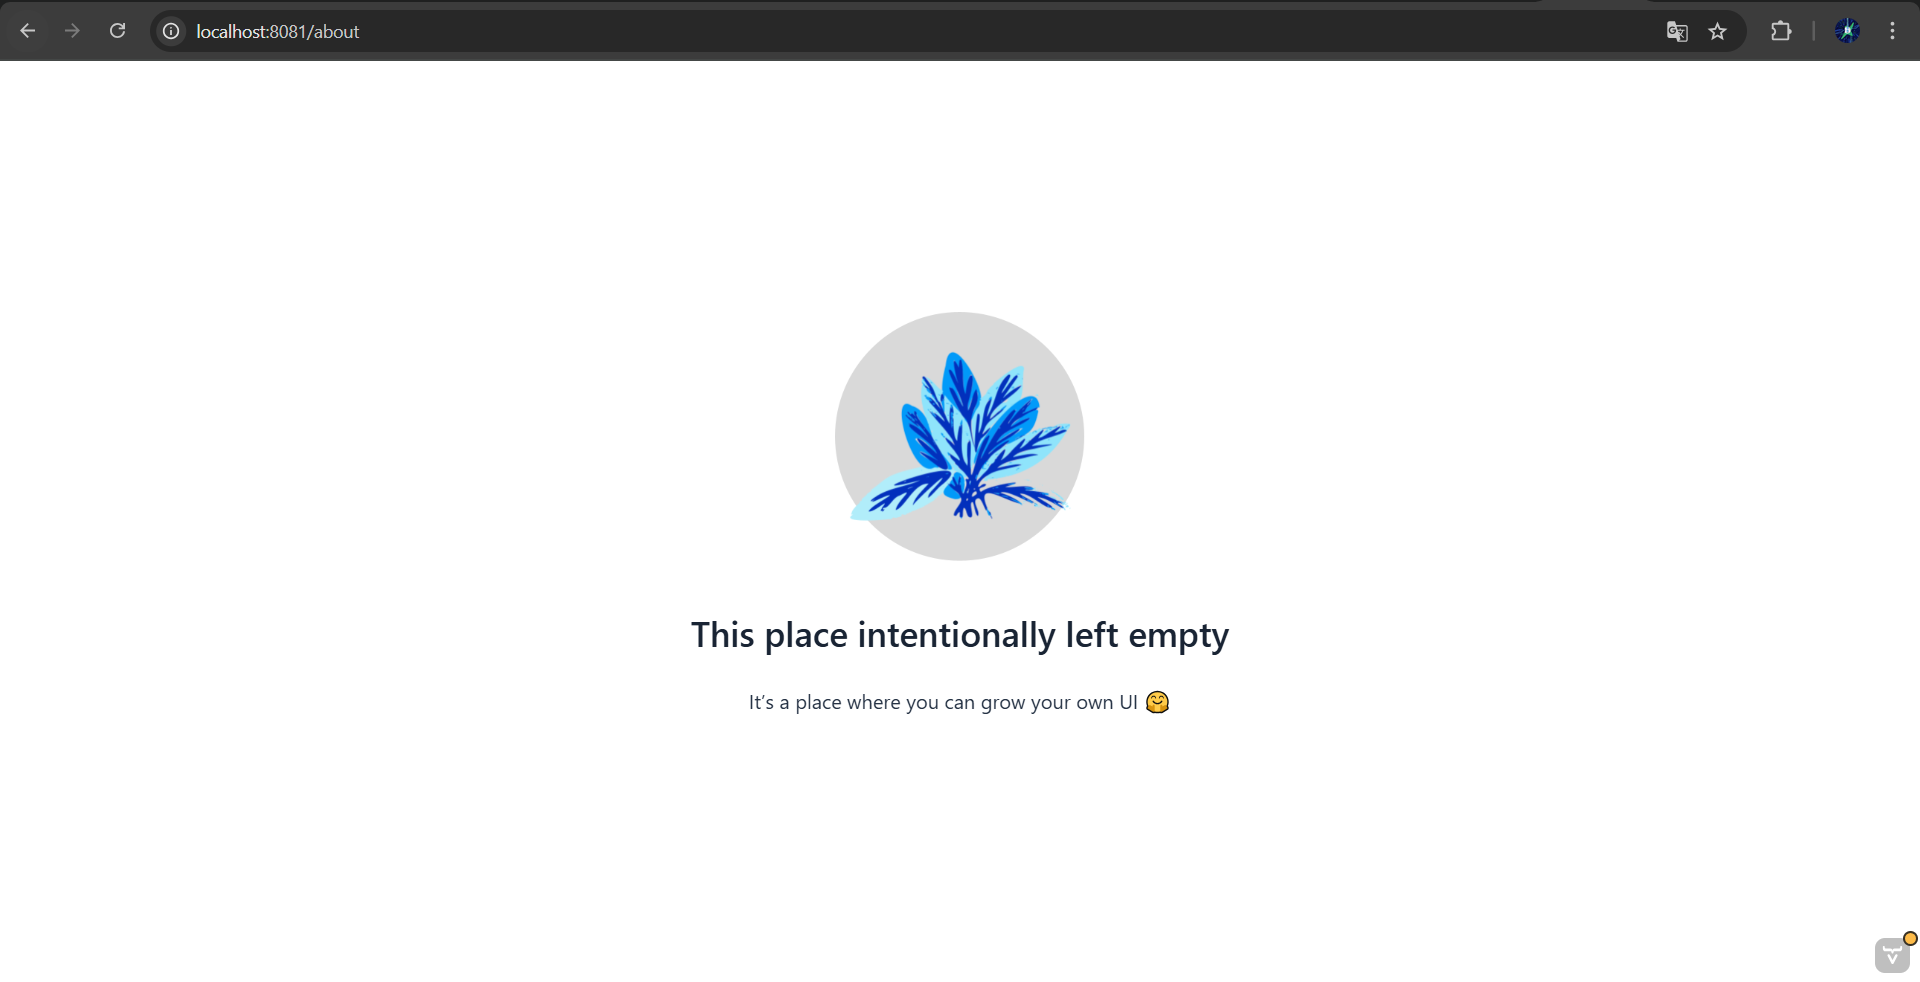 localhost:8081/about
This place intentionally left empty
It’s a place where you can grow your own UI 🤗